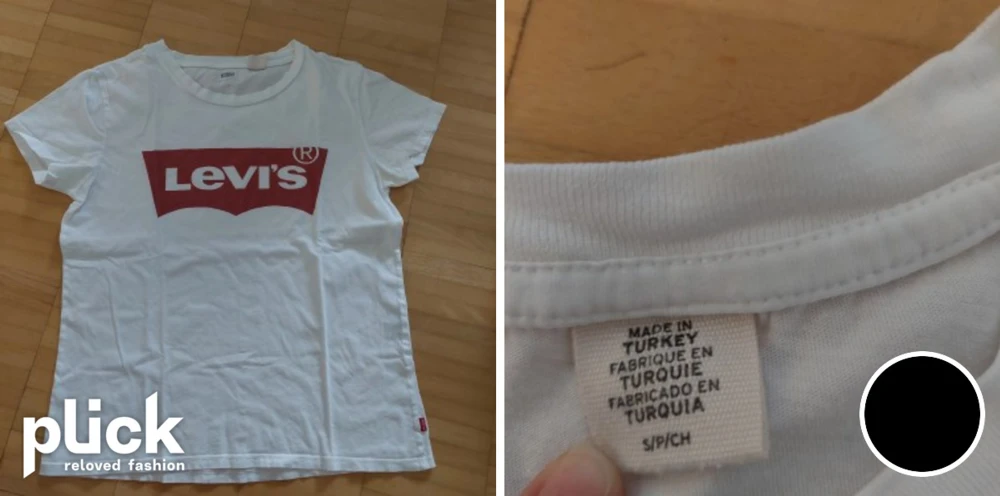 LEVI'S®
plick
reloved fashion
MADE IN
TURKEY
FABRIQUE EN
TURQUIE
FABRICADO EN
TURQUIA
S/P/CH